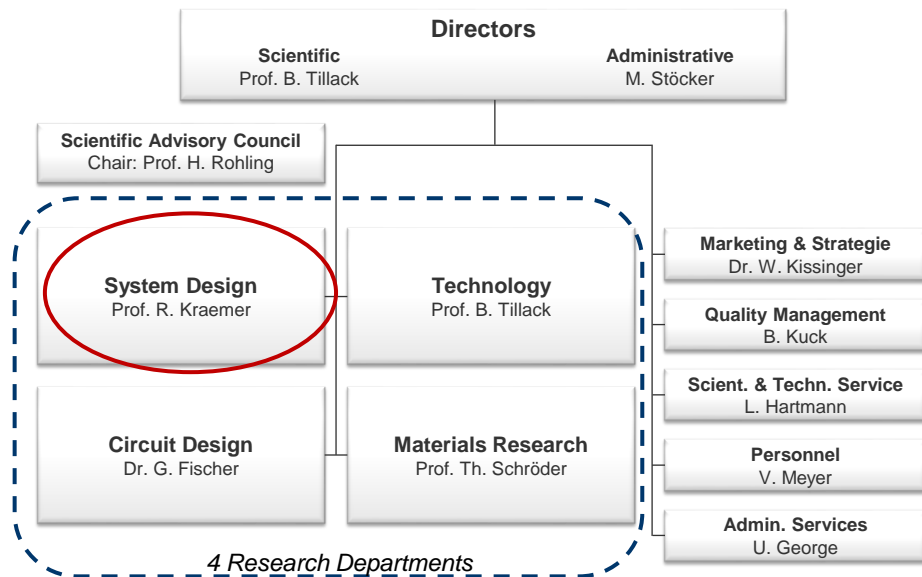 Directors
Scientific
Prof. B. Tillack
Administrative
M. Stöcker
Scientific Advisory Council
Chair: Prof. H. Rohling
System Design
Prof. R. Kraemer
Technology
Prof. B. Tillack
Circuit Design
Dr. G. Fischer
Materials Research
Prof. Th. Schröder
4 Research Departments
Marketing & Strategie
Dr. W. Kissinger
Quality Management
B. Kuck
Scient. & Techn. Service
L. Hartmann
Personnel
V. Meyer
Admin. Services
U. George